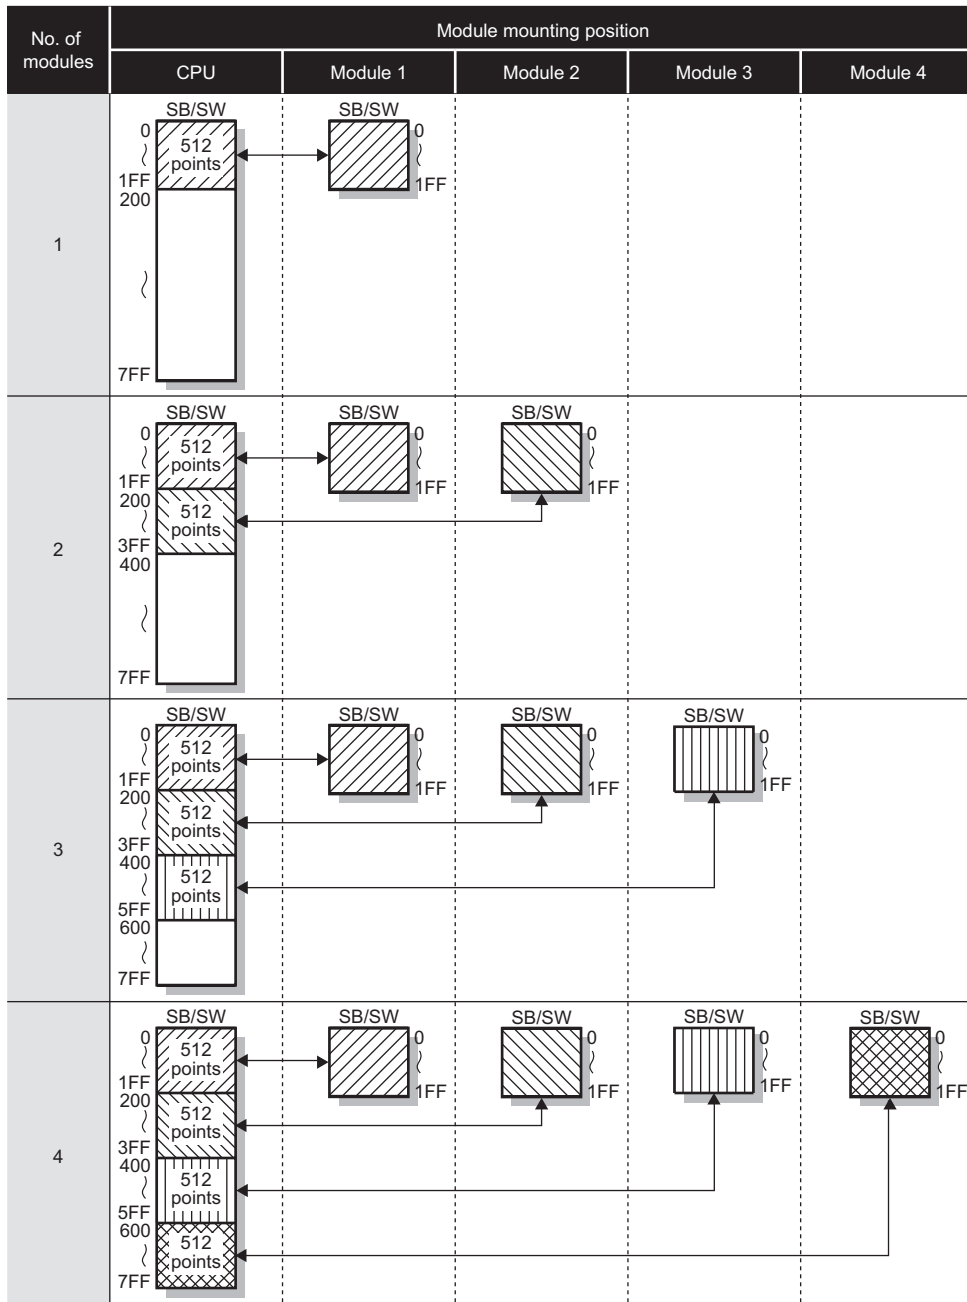 No. of
modules
Module mounting position
CPU
Module 1
Module 2
Module 3
Module 4
1
SB/SW
0
1FF
200
7FF
512
points
SB/SW
0
1FF
2
SB/SW
0
1FF
200
3FF
400
7FF
512
points
512
points
SB/SW
0
1FF
SB/SW
0
1FF
3
SB/SW
0
1FF
200
3FF
400
5FF
600
7FF
512
points
512
points
512
points
SB/SW
0
1FF
SB/SW
0
1FF
SB/SW
0
1FF
4
SB/SW
0
1FF
200
3FF
400
5FF
600
7FF
512
points
512
points
512
points
512
points
SB/SW
0
1FF
SB/SW
0
1FF
SB/SW
0
1FF
SB/SW
0
1FF